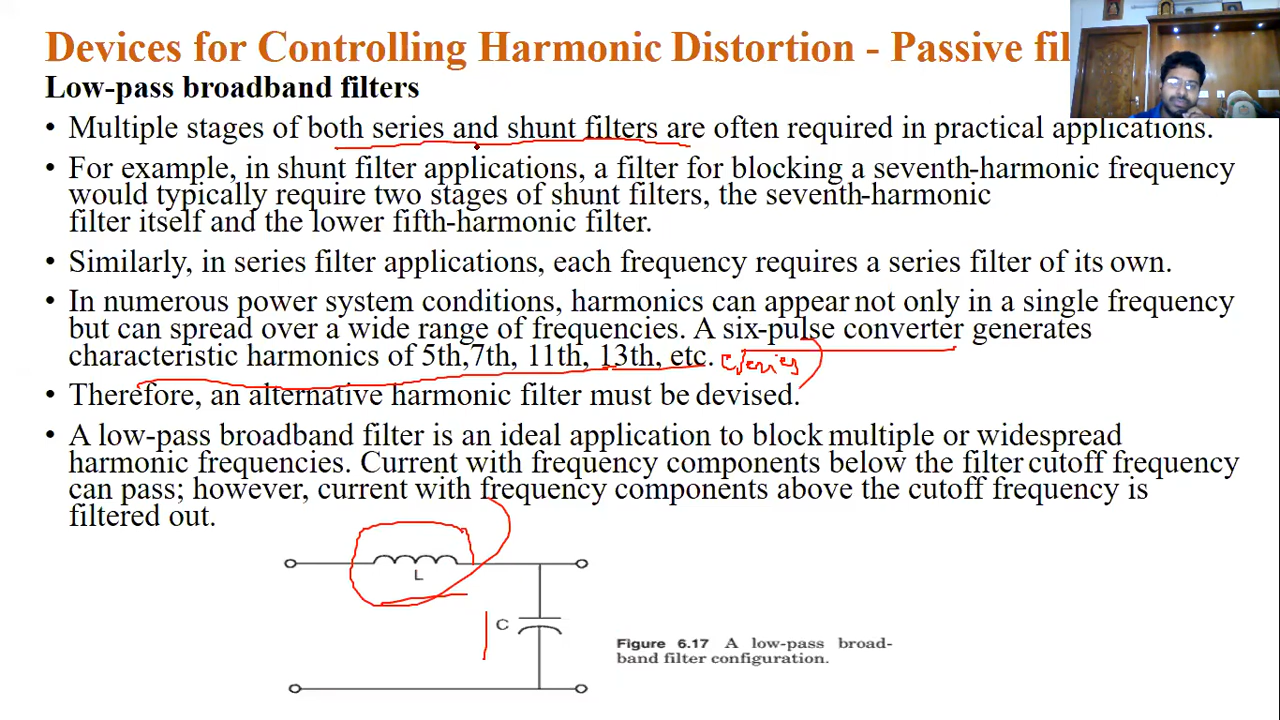 Devices for Controlling Harmonic Distortion - Passive fil
Low-pass broadband filters
• Multiple stages of both series and shunt filters are often required in practical applications.
• For example, in shunt filter applications, a filter for blocking a seventh-harmonic frequency
would typically require two stages of shunt filters, the seventh-harmonic
filter itself and the lower fifth-harmonic filter.
• Similarly, in series filter applications, each frequency requires a series filter of its own.
• In numerous power system conditions, harmonics can appear not only in a single frequency
but can spread over a wide range of frequencies. A six-pulse converter generates
characteristic harmonics of 5th,7th, 11th, 13th, etc.
• Therefore, an alternative harmonic filter must be devised.
• A low-pass broadband filter is an ideal application to block multiple or widespread
harmonic frequencies. Current with frequency components below the filter cutoff frequency
can pass; however, current with frequency components above the cutoff frequency is
filtered out.
L
C
Figure 6.17 A low-pass broad-
band filter configuration.